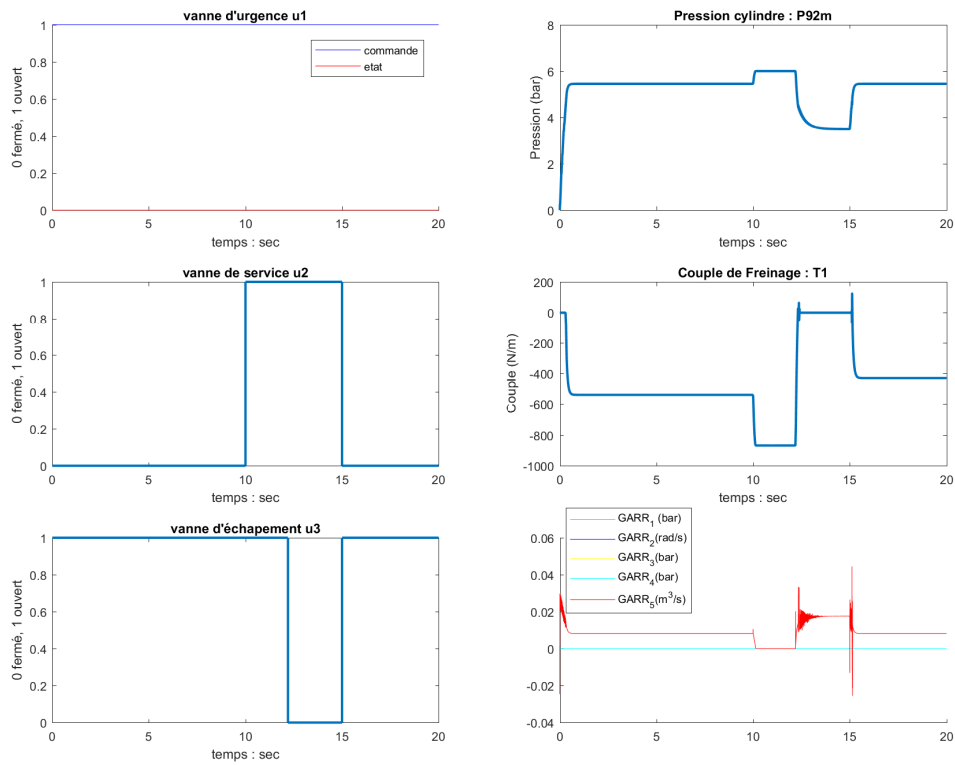 vanne d'urgence u1
0 fermé, 1 ouvert
1
0.8
0.6
0.4
0.2
0
commande
etat
0 5 10 15 20
temps : sec
Pression cylindre : P92m
Pression (bar)
8
6
4
2
0
0 5 10 15 20
temps : sec
vanne de service u2
0 fermé, 1 ouvert
1
0.8
0.6
0.4
0.2
0
0 5 10 15 20
temps : sec
Couple de Freinage : T1
Couple (N/m)
200
0
-200
-400
-600
-800
-1000
0 5 10 15 20
temps : sec
vanne d'échapement u3
0 fermé, 1 ouvert
1
0.8
0.6
0.4
0.2
0
0 5 10 15 20
temps : sec
GARR1 (bar)
GARR2(rad/s)
GARR3(bar)
GARR4(bar)
GARR5(m3/s)
0.06
0.04
0.02
0
-0.02
-0.04
0 5 10 15 20